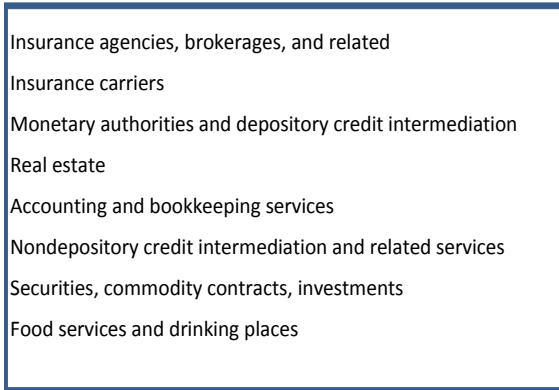 Insurance agencies, brokerages, and related
Insurance carriers
Monetary authorities and depository credit intermediation
Real estate
Accounting and bookkeeping services
Nondepository credit intermediation and related services
Securities, commodity contracts, investments
Food services and drinking places